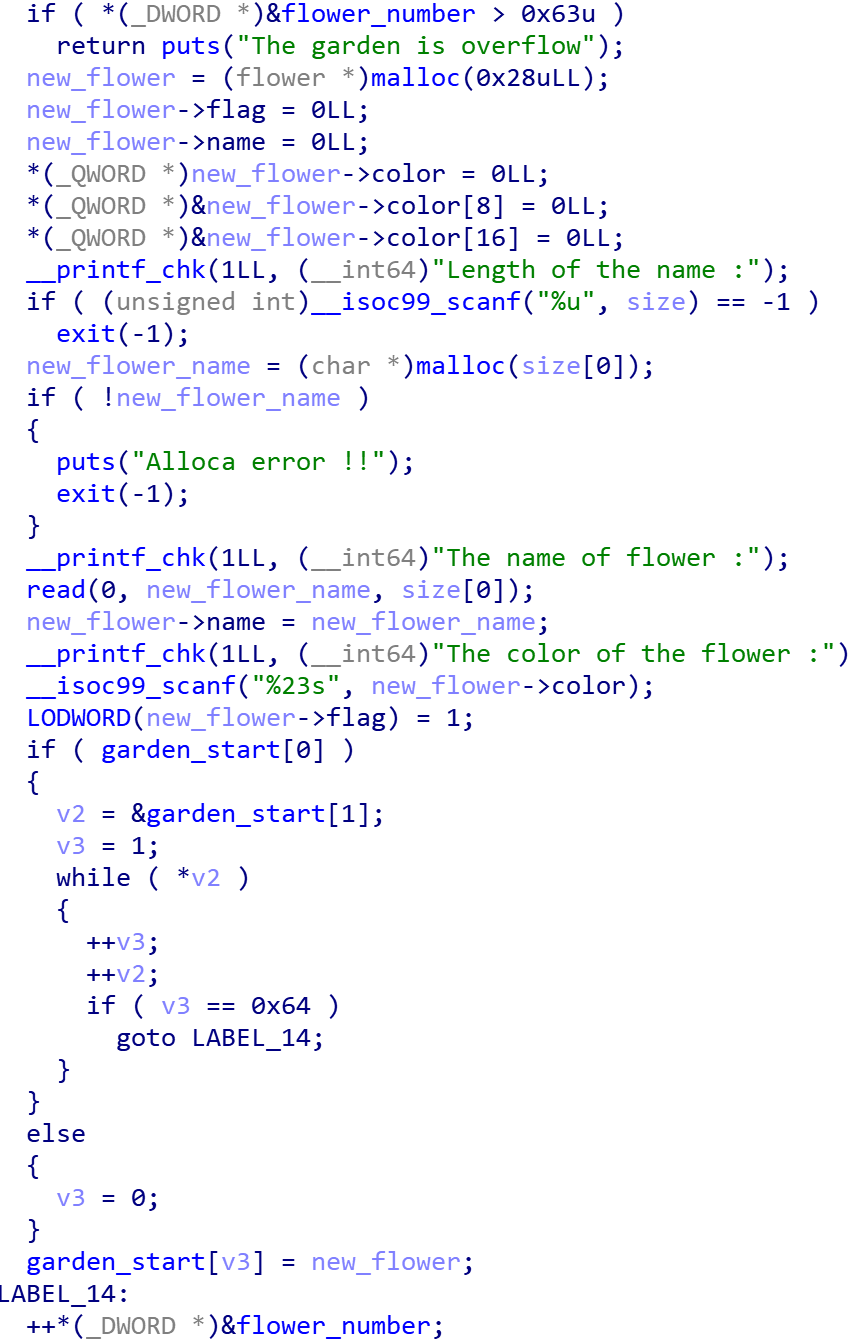 if ( *(_DWORD *)&flower_number > 0x63u )
return puts("The garden is overflow");
new_flower = (flower *)malloc(0x28uLL);
new_flower->flag = 0LL;
new_flower->name = 0LL;
*(_QWORD *)new_flower->color = 0LL;
*(_QWORD *)&new_flower->color[8] = 0LL;
*(_QWORD *)&new_flower->color[16] = 0LL;
__printf_chk(1LL, (__int64)"Length of the name :");
if ( (unsigned int)__isoc99_scanf("%u", size) == -1 )
exit(-1);
new_flower_name = (char *)malloc(size[0]);
if ( !new_flower_name )
{
puts("Alloca error !!");
exit(-1);
}
__printf_chk(1LL, (__int64)"The name of flower :");
read(0, new_flower_name, size[0]);
new_flower->name = new_flower_name;
__printf_chk(1LL, (__int64)"The color of the flower :")
__isoc99_scanf("%23s", new_flower->color);
LODWORD(new_flower->flag) = 1;
if ( garden_start[0] )
{
v2 = &garden_start[1];
v3 = 1;
while ( *v2 )
{
++v3;
++v2;
if ( v3 == 0x64 )
goto LABEL_14;
}
}
else
{
v3 = 0;
}
garden_start[v3] = new_flower;
LABEL_14:
++*(_DWORD *)&flower_number;